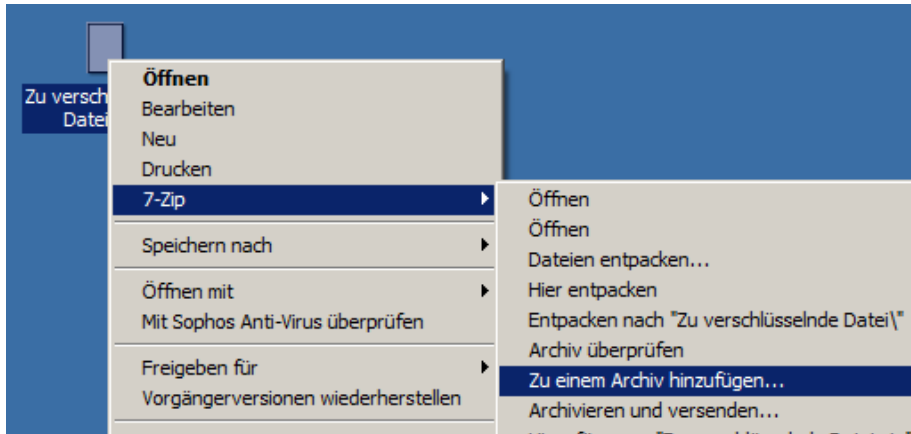 Zu versch
Datei
Öffnen
Bearbeiten
Neu
Drucken
7-Zip
Speichern nach
Öffnen mit
Mit Sophos Anti-Virus überprüfen
Freigeben für
Vorgängerversionen wiederherstellen
Öffnen
Öffnen
Dateien entpacken...
Hier entpacken
Entpacken nach "Zu verschlüsselnde Datei\"
Archiv überprüfen
Zu einem Archiv hinzufügen...
Archivieren und versenden...